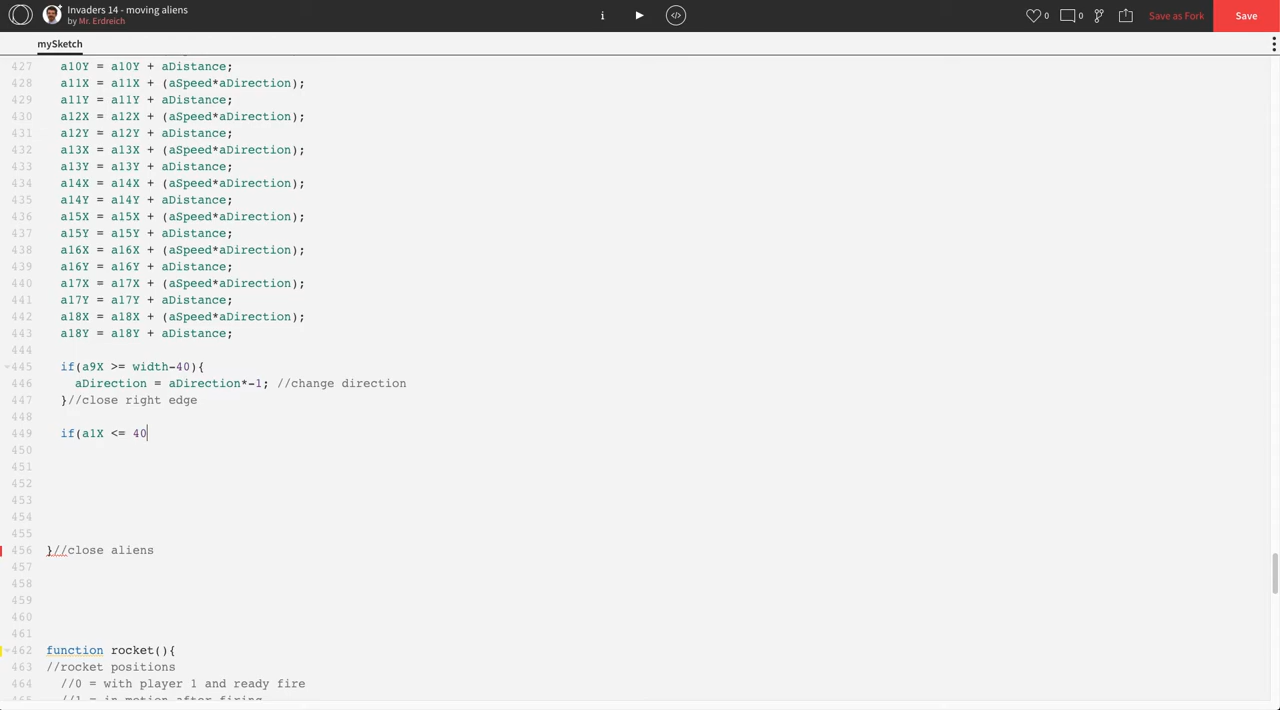 Invaders 14 - moving aliens
by Mr. Erdreich
0
0
Save as Fork
Save
mySketch
427 a10Y = a10Y + aDistance;
428 a11X = a11X + (aSpeed*aDirection);
429 a11Y = a11Y + aDistance;
430 a12X = a12X + (aSpeed*aDirection);
431 a12Y = a12Y + aDistance;
432 a13X = a13X + (aSpeed*aDirection);
433 a13Y = a13Y + aDistance;
434 a14X = a14X + (aSpeed*aDirection);
435 a14Y = a14Y + aDistance;
436 a15X = a15X + (aSpeed*aDirection);
437 a15Y = a15Y + aDistance;
438 a16X = a16X + (aSpeed*aDirection);
439 a16Y = a16Y + aDistance;
440 a17X = a17X + (aSpeed*aDirection);
441 a17Y = a17Y + aDistance;
442 a18X = a18X + (aSpeed*aDirection);
443 a18Y = a18Y + aDistance;
444
445 if(a9X >= width-40){
446 aDirection = aDirection*-1; //change direction
447 }//close right edge
448
449 if(a1X <= 40
450
451
452
453
454
455
456 }//close aliens
457
458
459
460
461
462 function rocket(){
463 //rocket positions
464 //0 = with player 1 and ready fire
465 //1 = in motion after firing